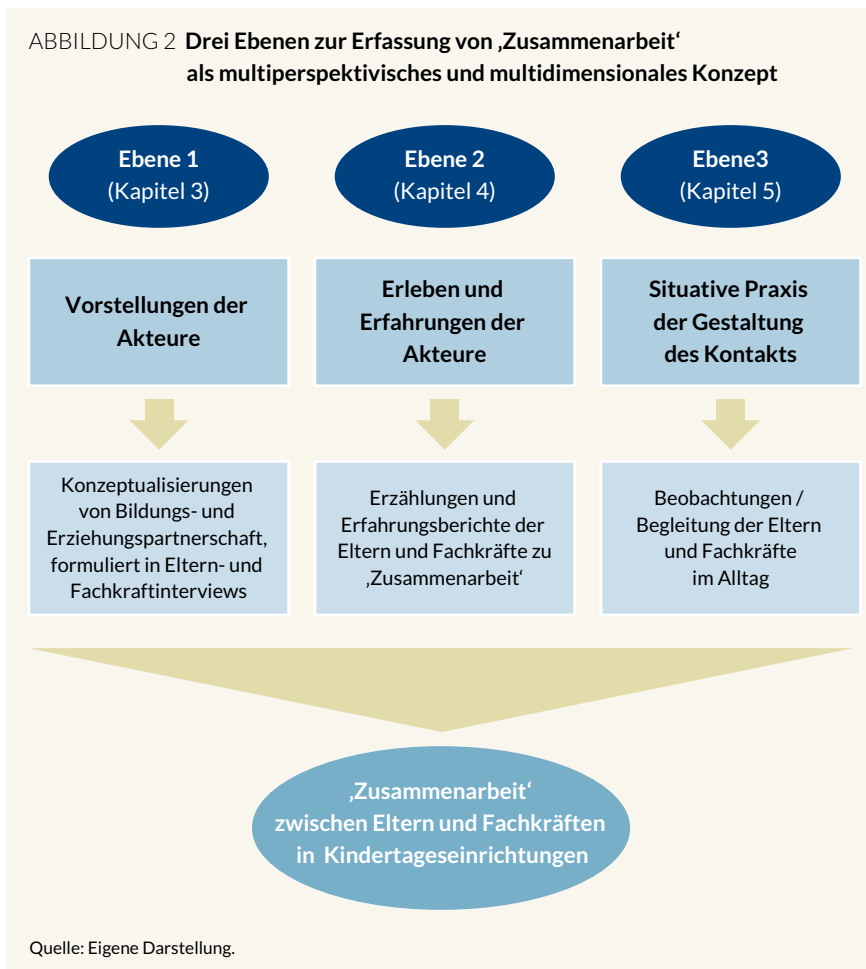 ABBILDUNG 2 Drei Ebenen zur Erfassung von ‚Zusammenarbeit‘
als multiperspektivisches und multidimensionales Konzept
Ebene 1
(Kapitel 3)
Ebene 2
(Kapitel 4)
Ebene3
(Kapitel 5)
Vorstellungen der
Akteure
Erleben und
Erfahrungen der
Akteure
Situative Praxis
der Gestaltung
des Kontakts
Konzeptualisierungen
von Bildungs- und
Erziehungspartnerschaft,
formuliert in Eltern- und
Fachkraftinterviews
Erzählungen und
Erfahrungsberichte der
Eltern und Fachkräfte zu
‚Zusammenarbeit‘
Beobachtungen /
Begleitung der Eltern
und Fachkräfte
im Alltag
‚Zusammenarbeit‘
zwischen Eltern und Fachkräften
in Kindertageseinrichtungen
Quelle: Eigene Darstellung.